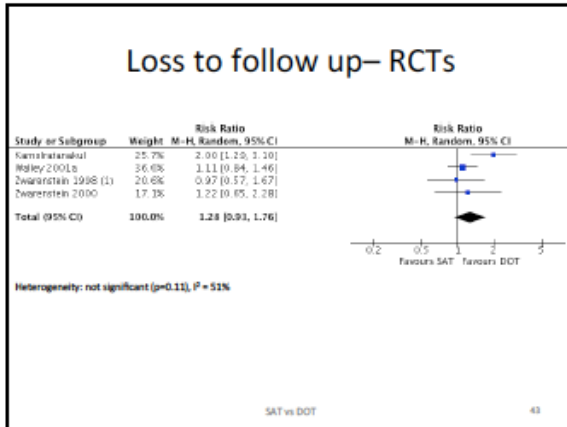 Loss to follow up– RCTs
Risk Ratio
Risk Ratio
Study or Subgroup Weight M-H, Random, 95% CI M-H, Random, 95% CI
Kamolratanakul 25.7% 2.00 [1.29, 3.10]
Walley 2001a 36.6% 1.11 [0.84, 1.46]
Zwarenstein 1998 (1) 20.6% 0.97 [0.57, 1.67]
Zwarenstein 2000 17.1% 1.22 [0.65, 2.28]
Total (95% CI) 100.0% 1.28 [0.93, 1.76]
0.2 0.5 1 2 5
Favours SAT Favours DOT
Heterogeneity: not significant (p=0.11), I² = 51%
SAT vs DOT 43